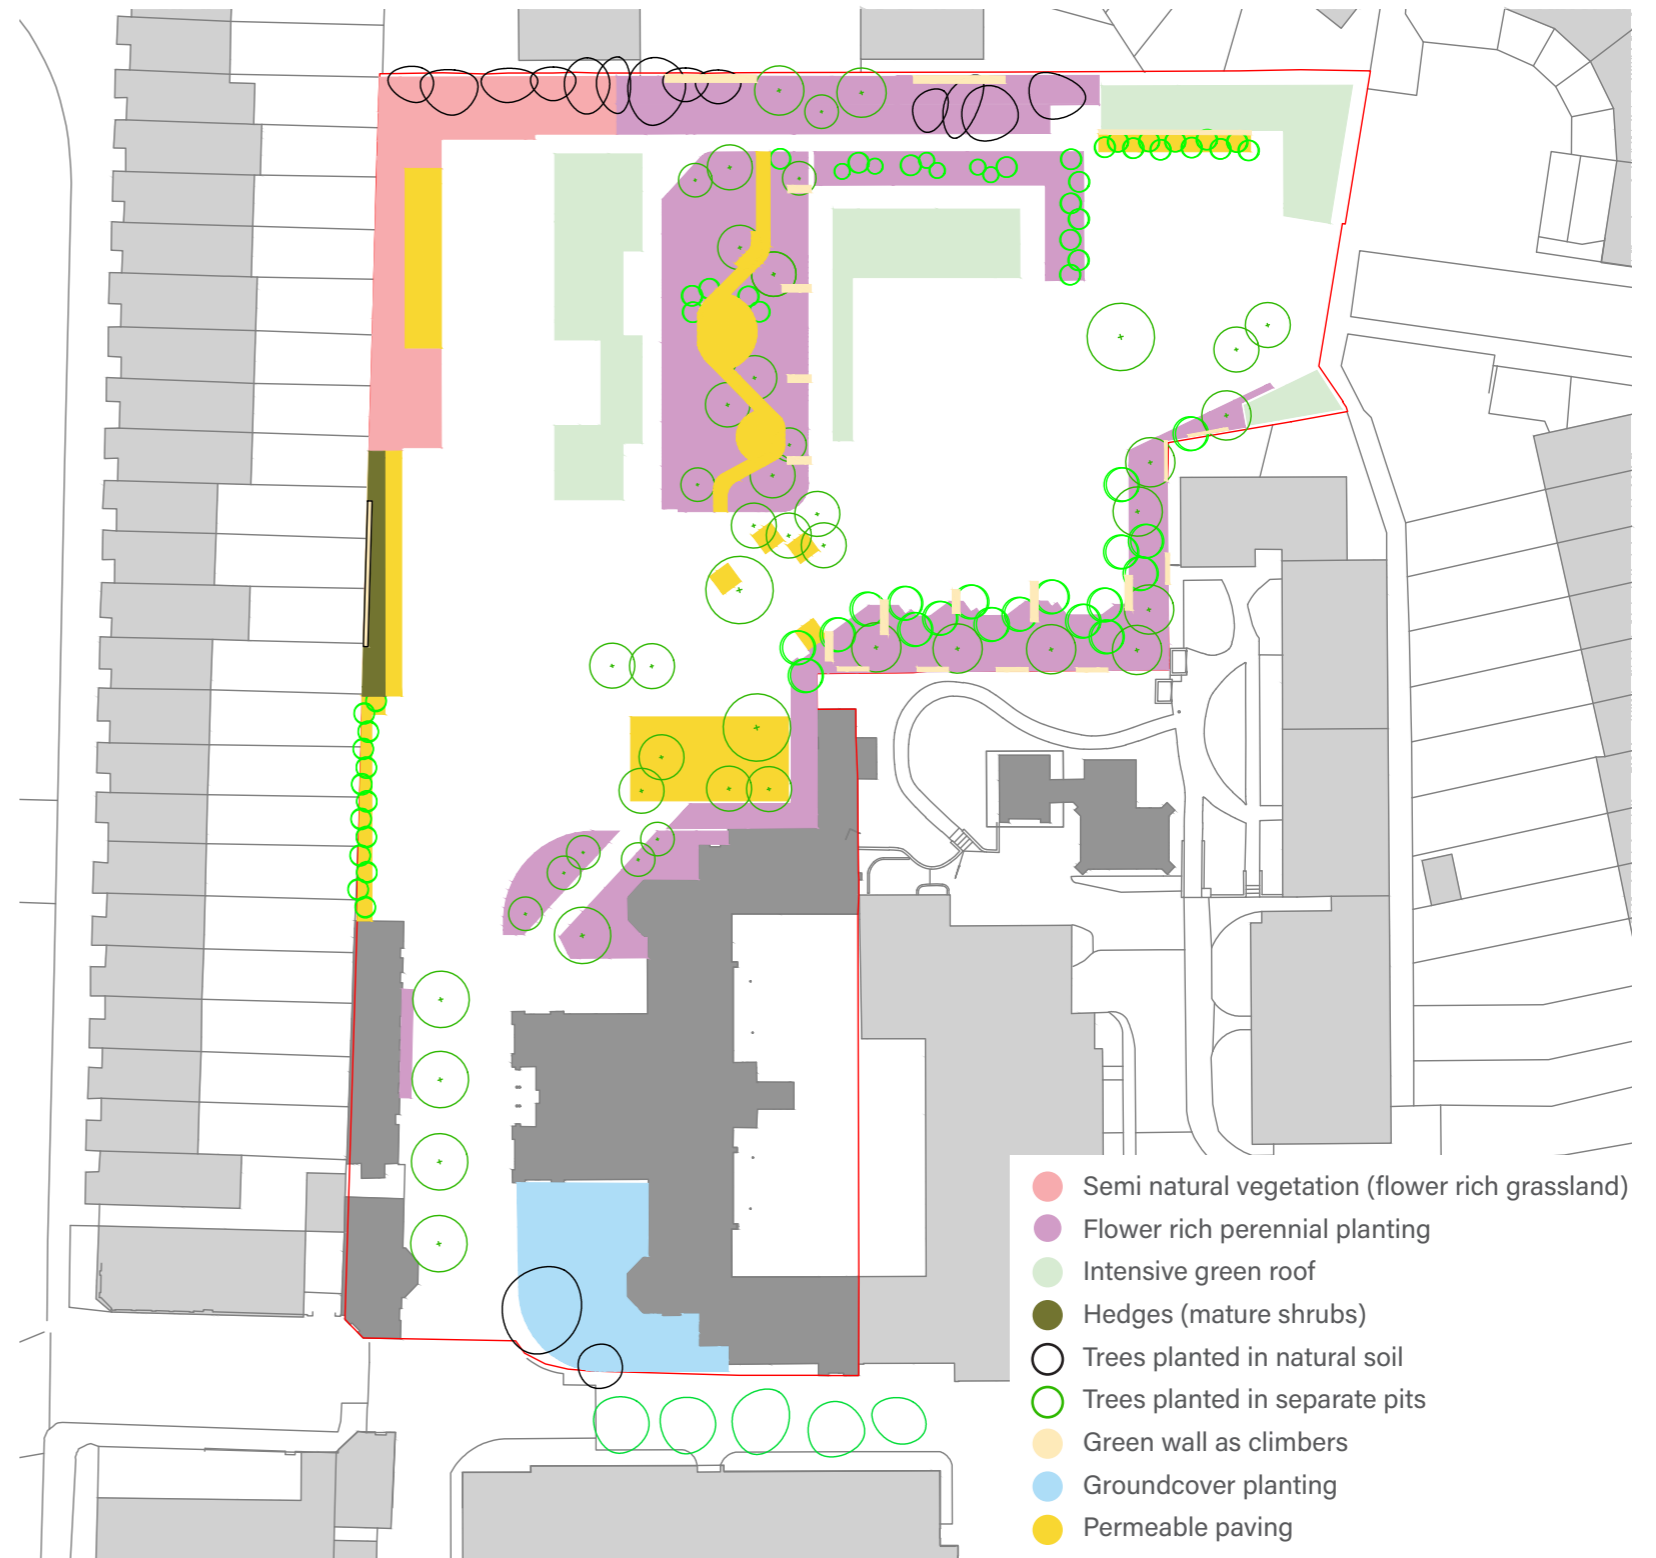 Semi natural vegetation (flower rich grassland)
Flower rich perennial planting
Intensive green roof
Hedges (mature shrubs)
Trees planted in natural soil
Trees planted in separate pits
Green wall as climbers
Groundcover planting
Permeable paving